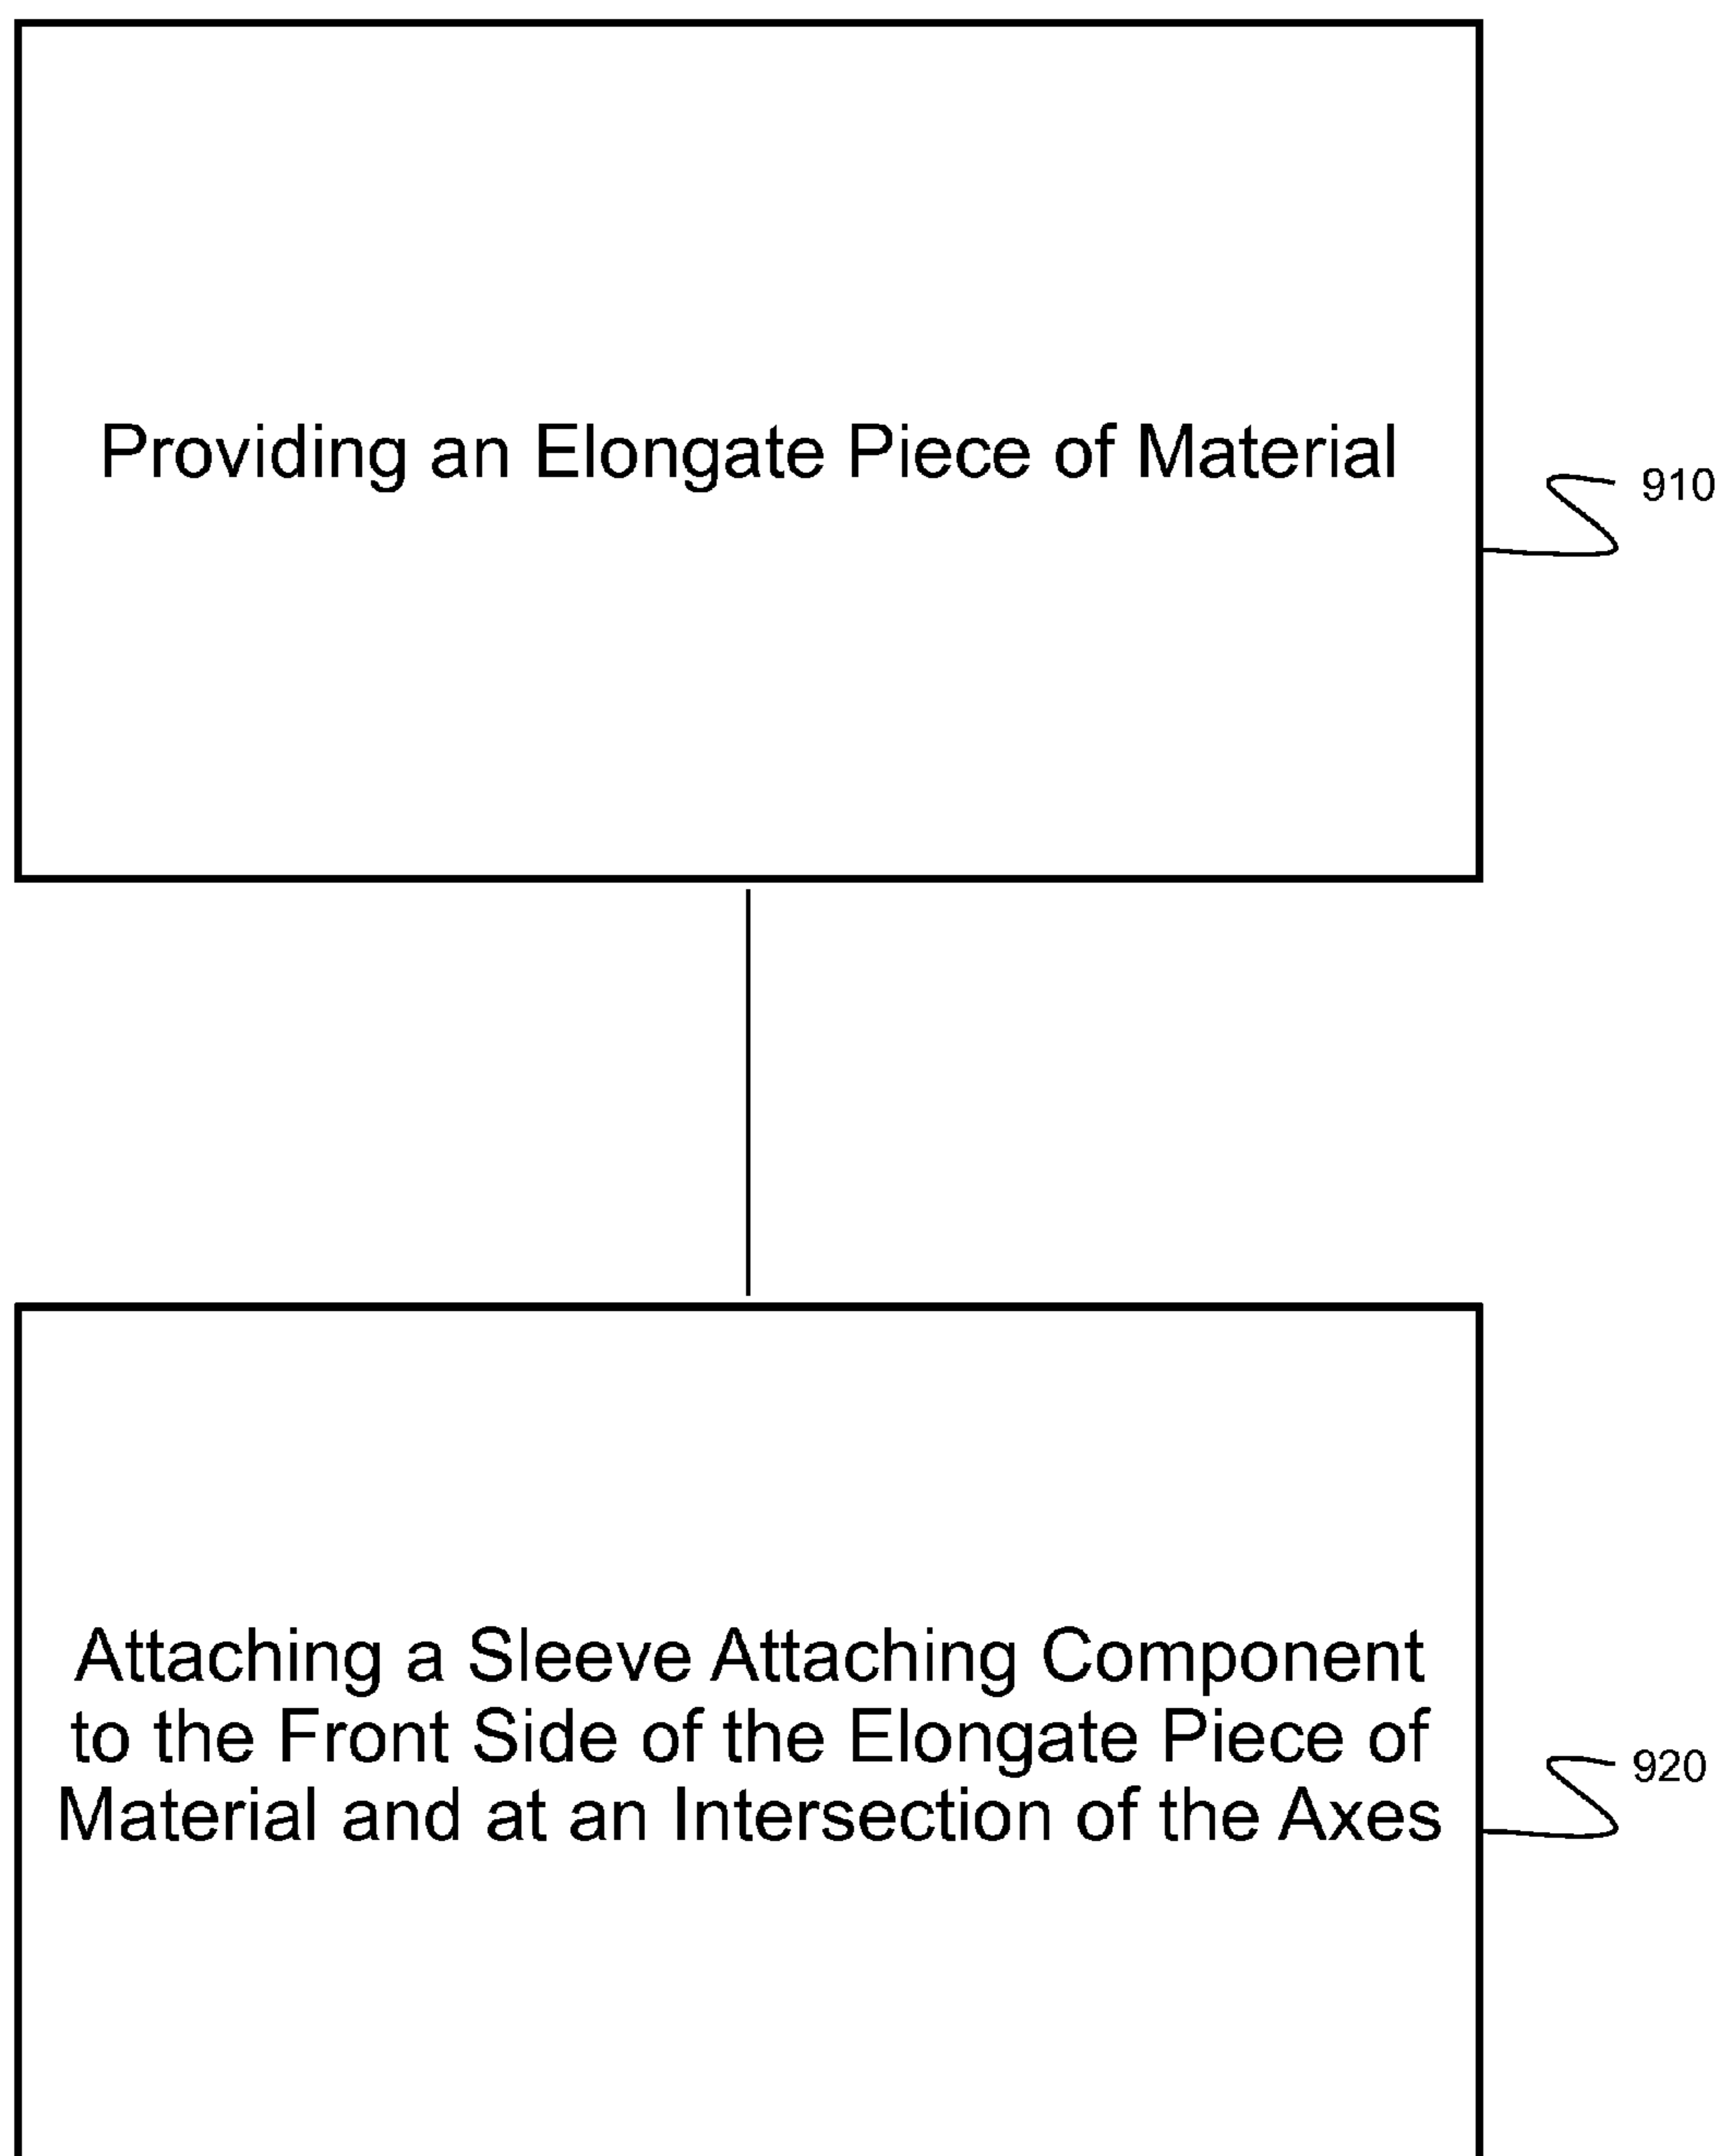 Providing an Elongate Piece of Material
910
Attaching a Sleeve Attaching Component
to the Front Side of the Elongate Piece of
Material and at an Intersection of the Axes
920